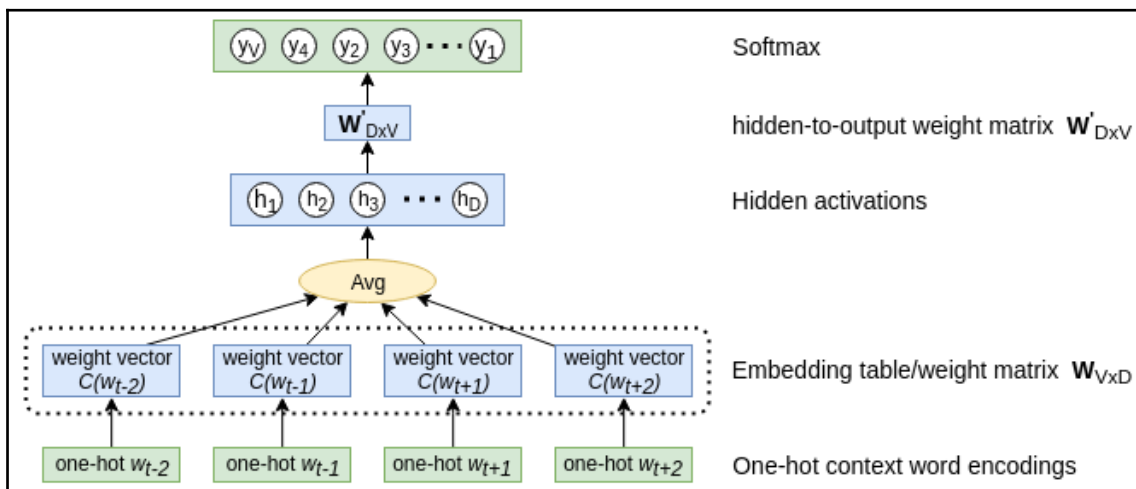 y_V y_4 y_2 y_3 ··· y_1 Softmax
W'_DxV hidden-to-output weight matrix W'_DxV
h_1 h_2 h_3 ··· h_D Hidden activations
Avg
weight vector C(w_t-2) weight vector C(w_t-1) weight vector C(w_t+1) weight vector C(w_t+2) Embedding table/weight matrix W_VxD
one-hot w_t-2 one-hot w_t-1 one-hot w_t+1 one-hot w_t+2 One-hot context word encodings